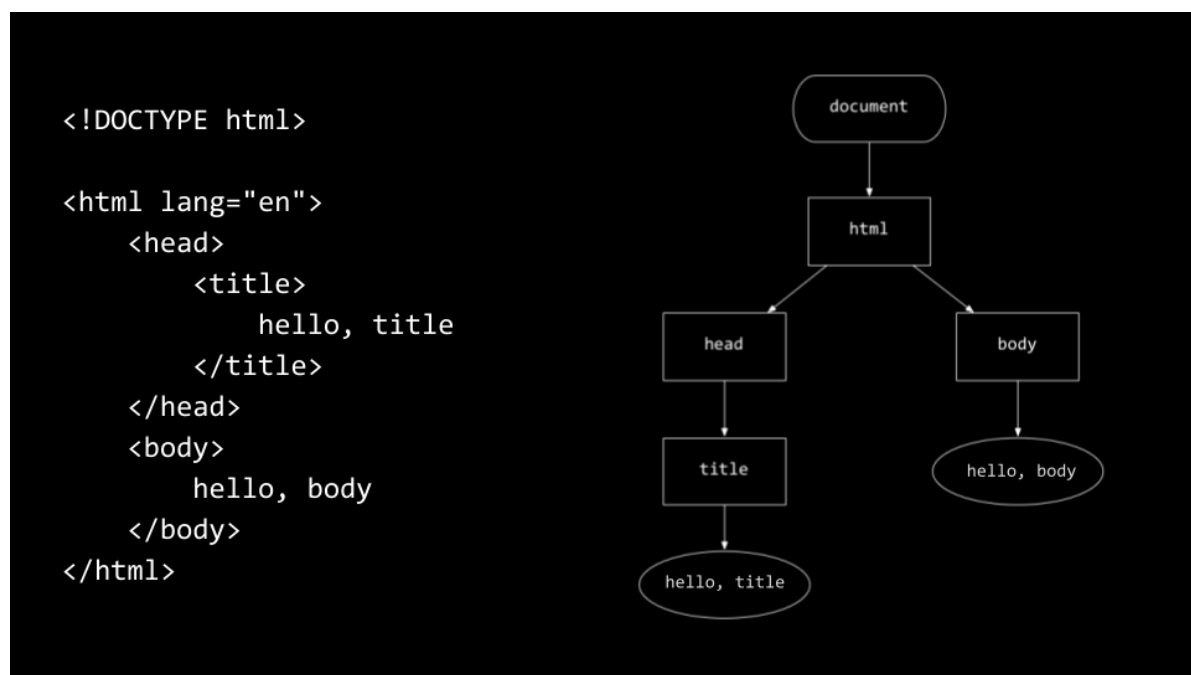 <!DOCTYPE html>
<html lang="en">
<head>
<title>
hello, title
</title>
</head>
<body>
hello, body
</body>
</html>
document
html
head
body
title
hello, body
hello, title